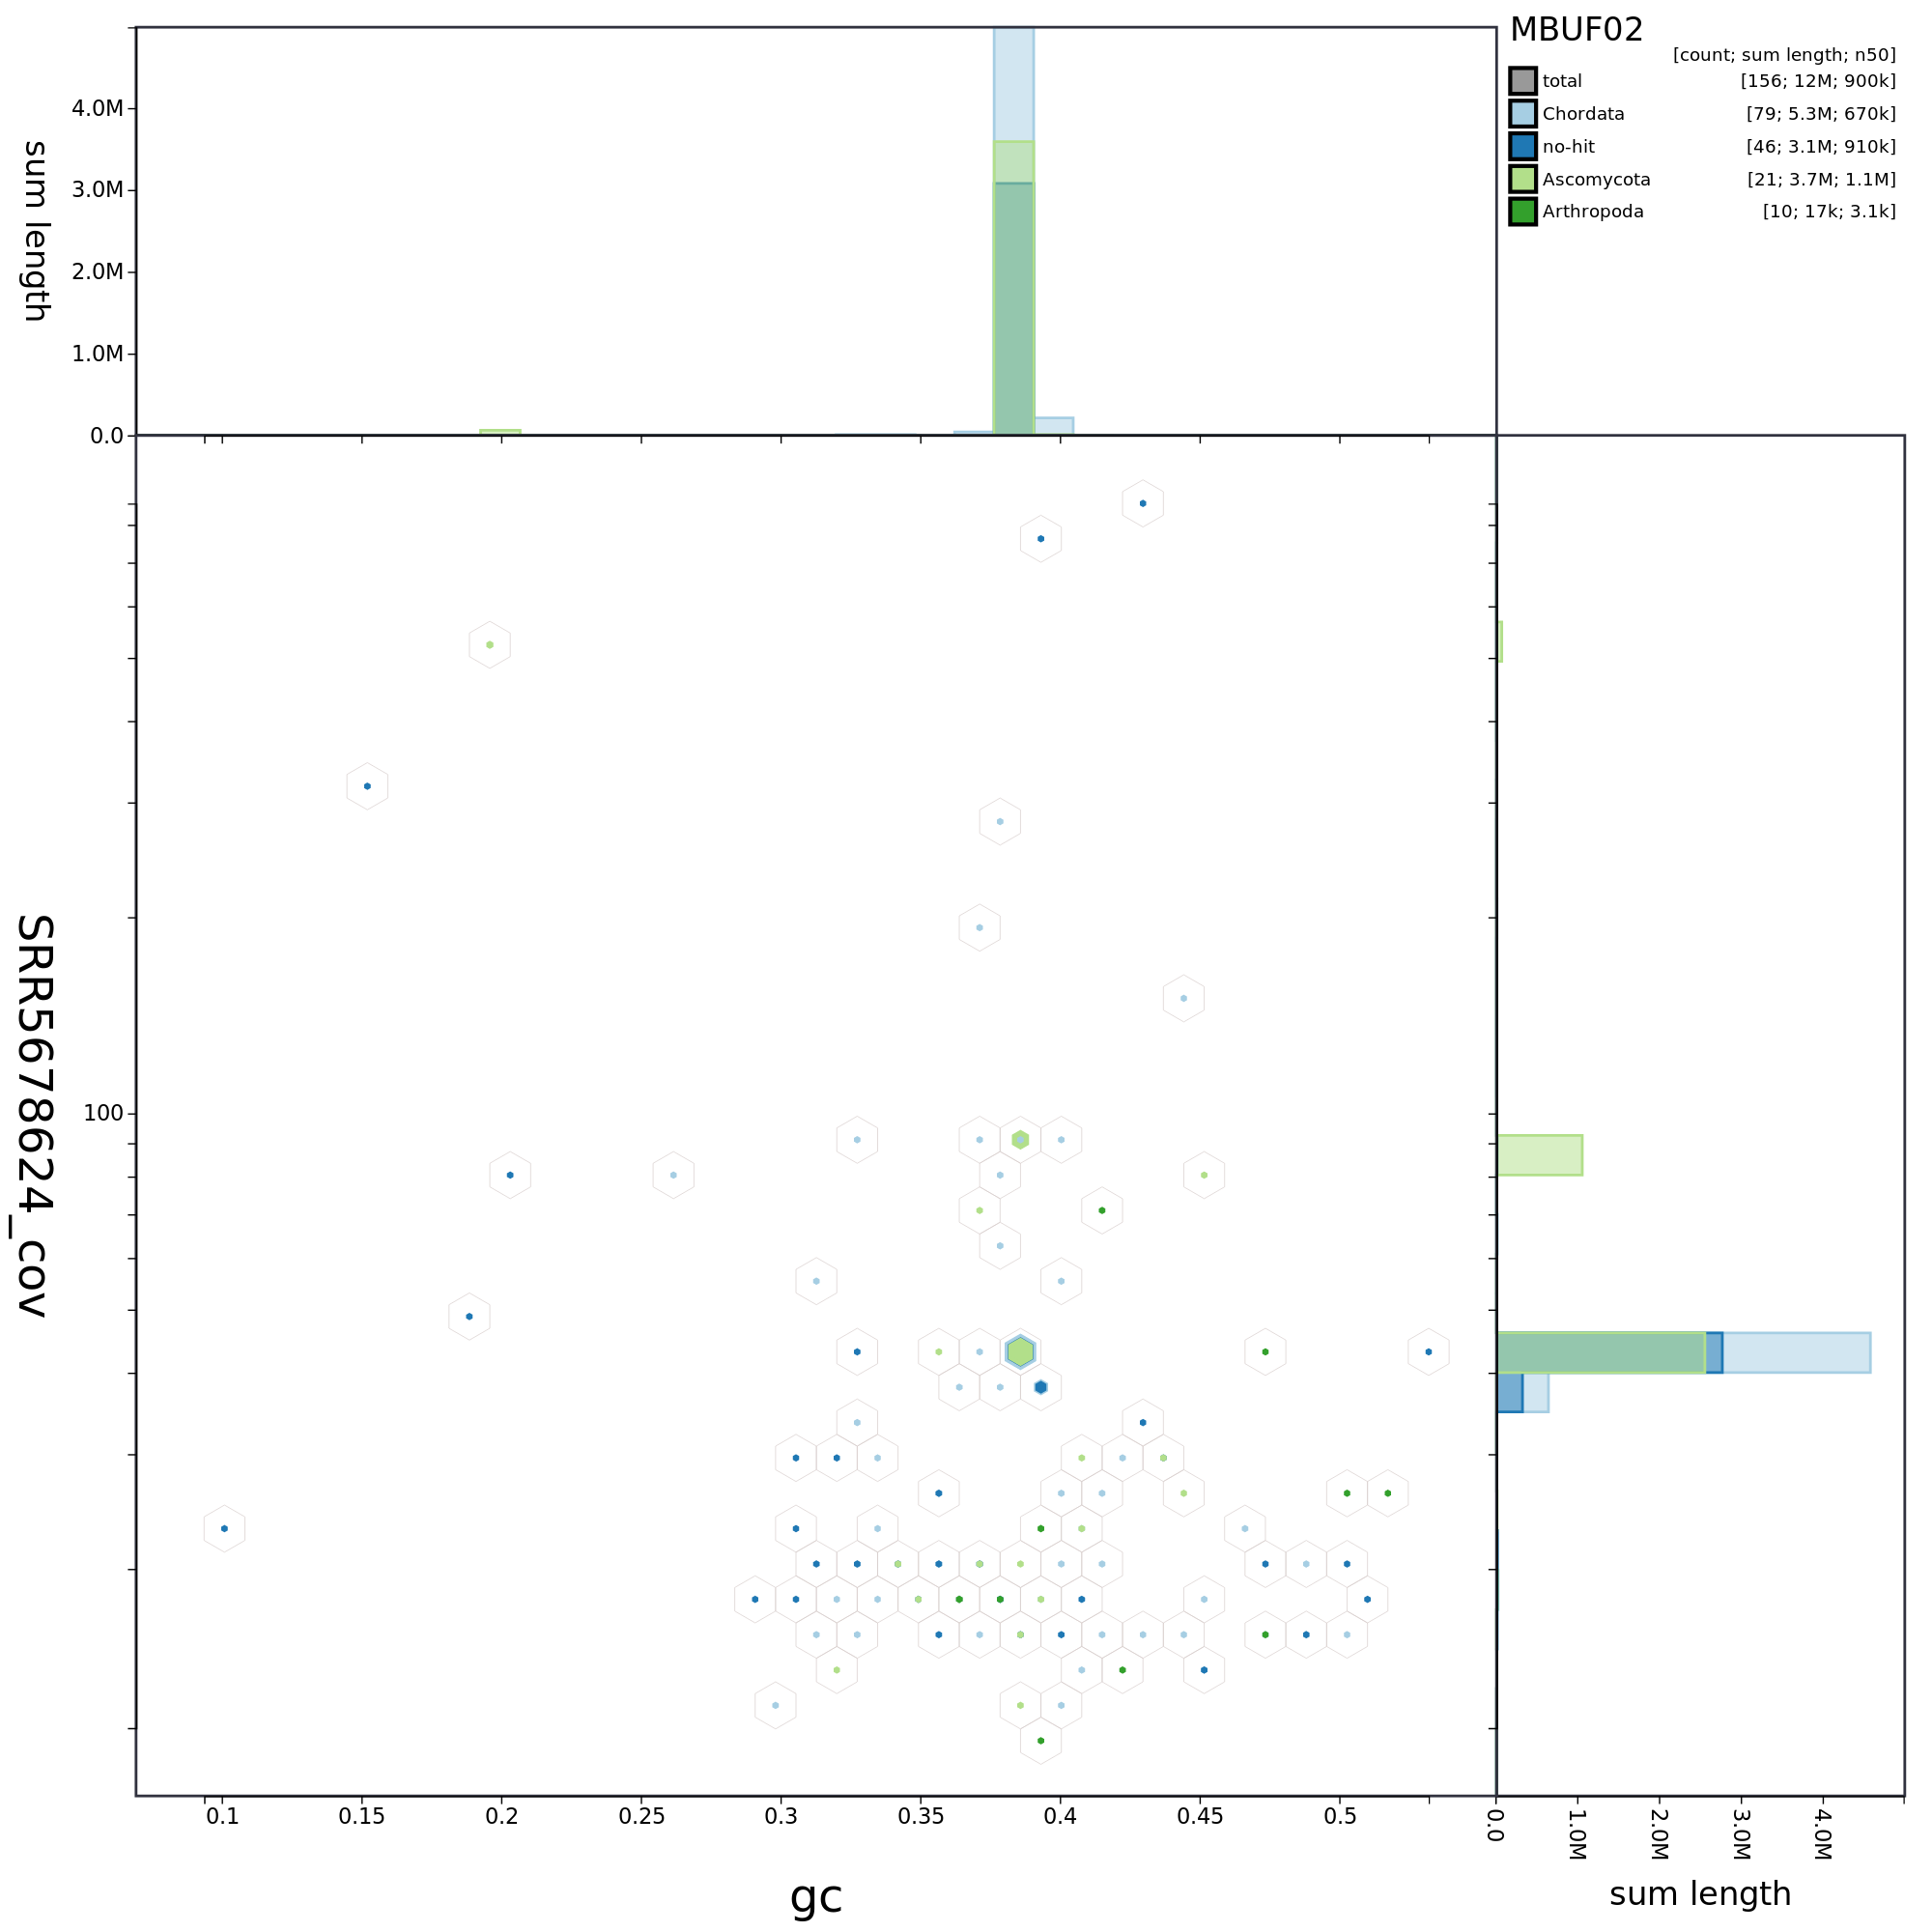 MBUF02
[count; sum length; n50]
total [156; 12M; 900k]
Chordata [79; 5.3M; 670k]
no-hit [46; 3.1M; 910k]
Ascomycota [21; 3.7M; 1.1M]
Arthropoda [10; 17k; 3.1k]
sum length
4.0M
3.0M
2.0M
1.0M
0.0
SRR5678624_cov
100
0.1 0.15 0.2 0.25 0.3 0.35 0.4 0.45 0.5
gc
0.0 1.0M 2.0M 3.0M 4.0M
sum length